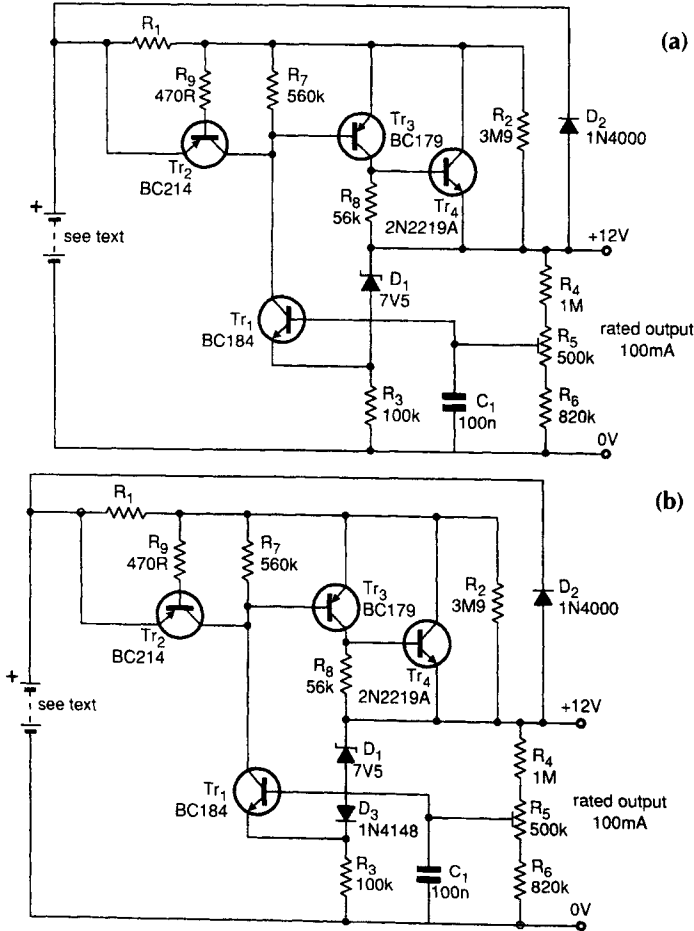 (a)
R1
R9
470R
R7
560k
Tr3
BC179
R2
3M9
D2
1N4000
Tr2
BC214
R8
56k
Tr4
2N2219A
+
see text
+12V
D1
7V5
R4
1M
Tr1
BC184
R5
500k
rated output
100mA
R3
100k
C1
100n
R6
820k
0V
(b)
R1
R9
470R
R7
560k
Tr3
BC179
R2
3M9
D2
1N4000
Tr2
BC214
R8
56k
Tr4
2N2219A
+
see text
+12V
D1
7V5
R4
1M
Tr1
BC184
D3
1N4148
R5
500k
rated output
100mA
R3
100k
C1
100n
R6
820k
0V